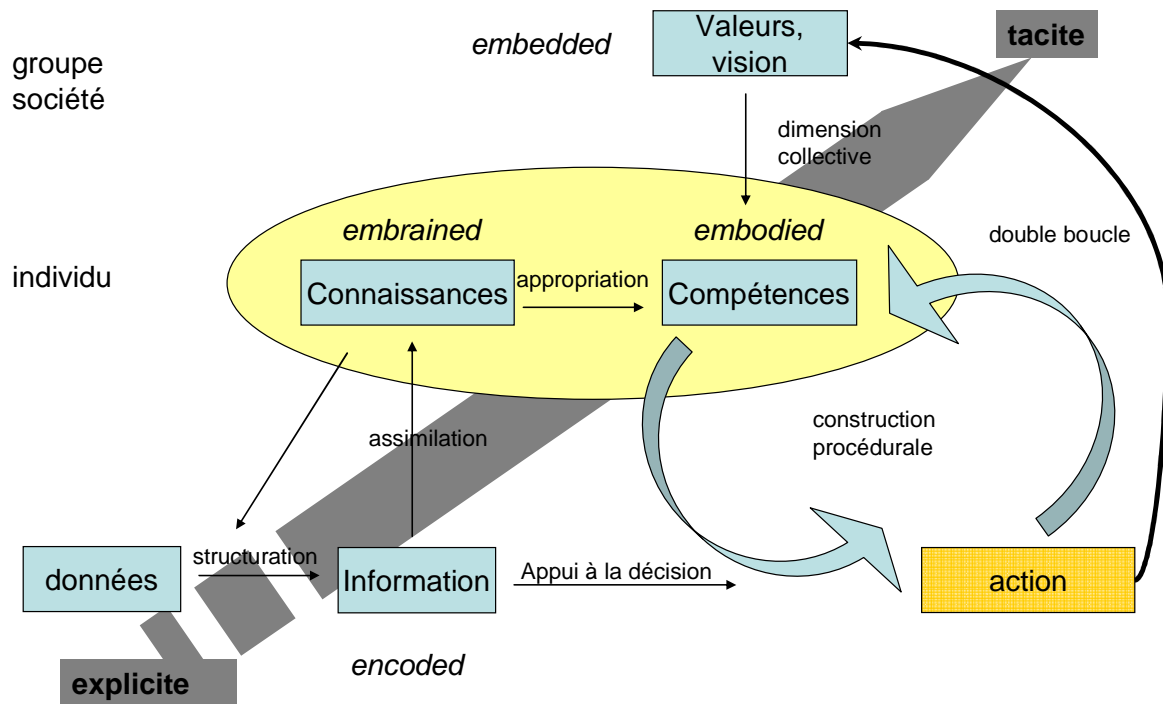 embedded
Valeurs,
vision
tacite
groupe
société
dimension
collective
embrained
embodied
double boucle
individu
Connaissances
appropriation
Compétences
assimilation
construction
procédurale
données
structuration
Information
Appui à la décision
action
encoded
explicite